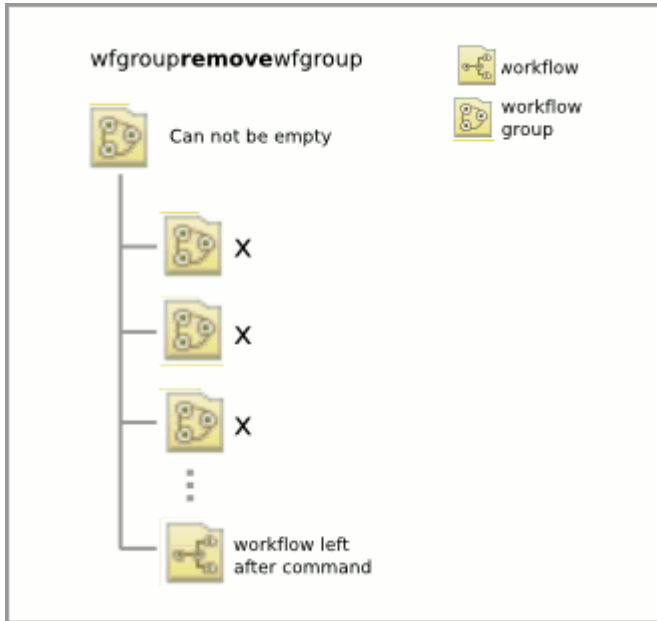 wfgroupremovewfgroup
workflow
workflow
group
Can not be empty
X
X
X
workflow left
after command